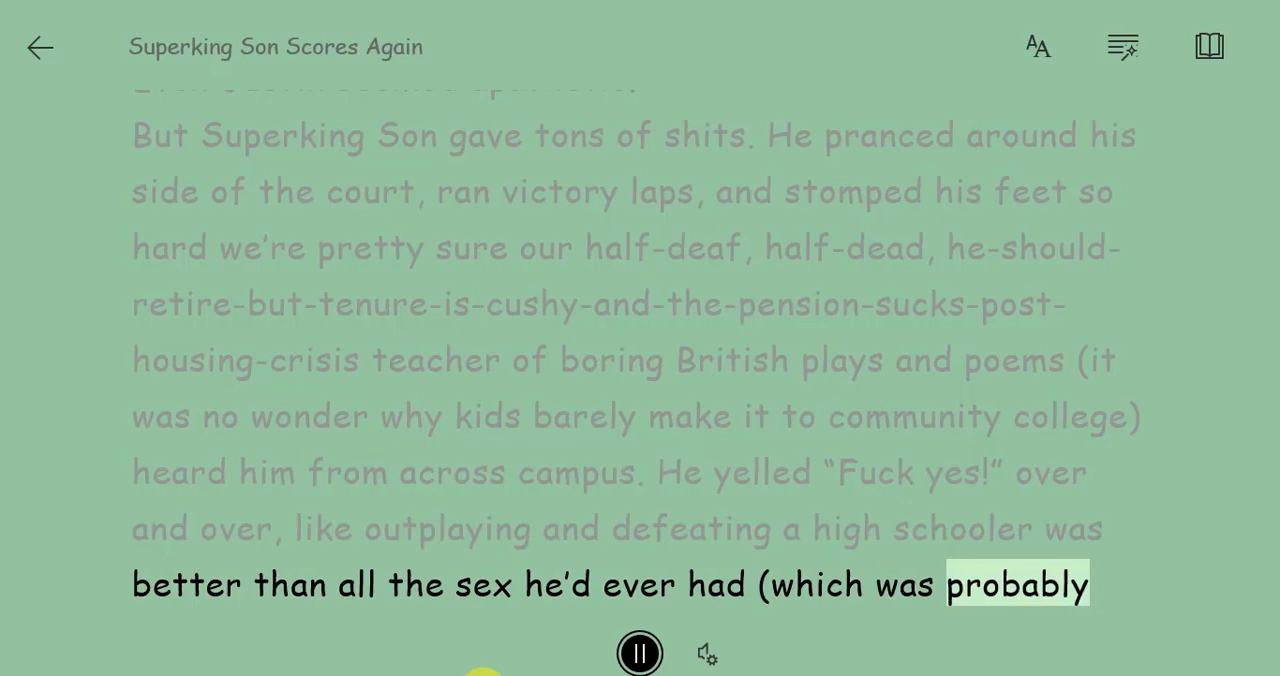 Superking Son Scores Again
But Superking Son gave tons of shits. He pranced around his
side of the court, ran victory laps, and stomped his feet so
hard we’re pretty sure our half-deaf, half-dead, he-should-
retire-but-tenure-is-cushy-and-the-pension-sucks-post-
housing-crisis teacher of boring British plays and poems (it
was no wonder why kids barely make it to community college)
heard him from across campus. He yelled “Fuck yes!” over
and over, like outplaying and defeating a high schooler was
better than all the sex he’d ever had (which was probably